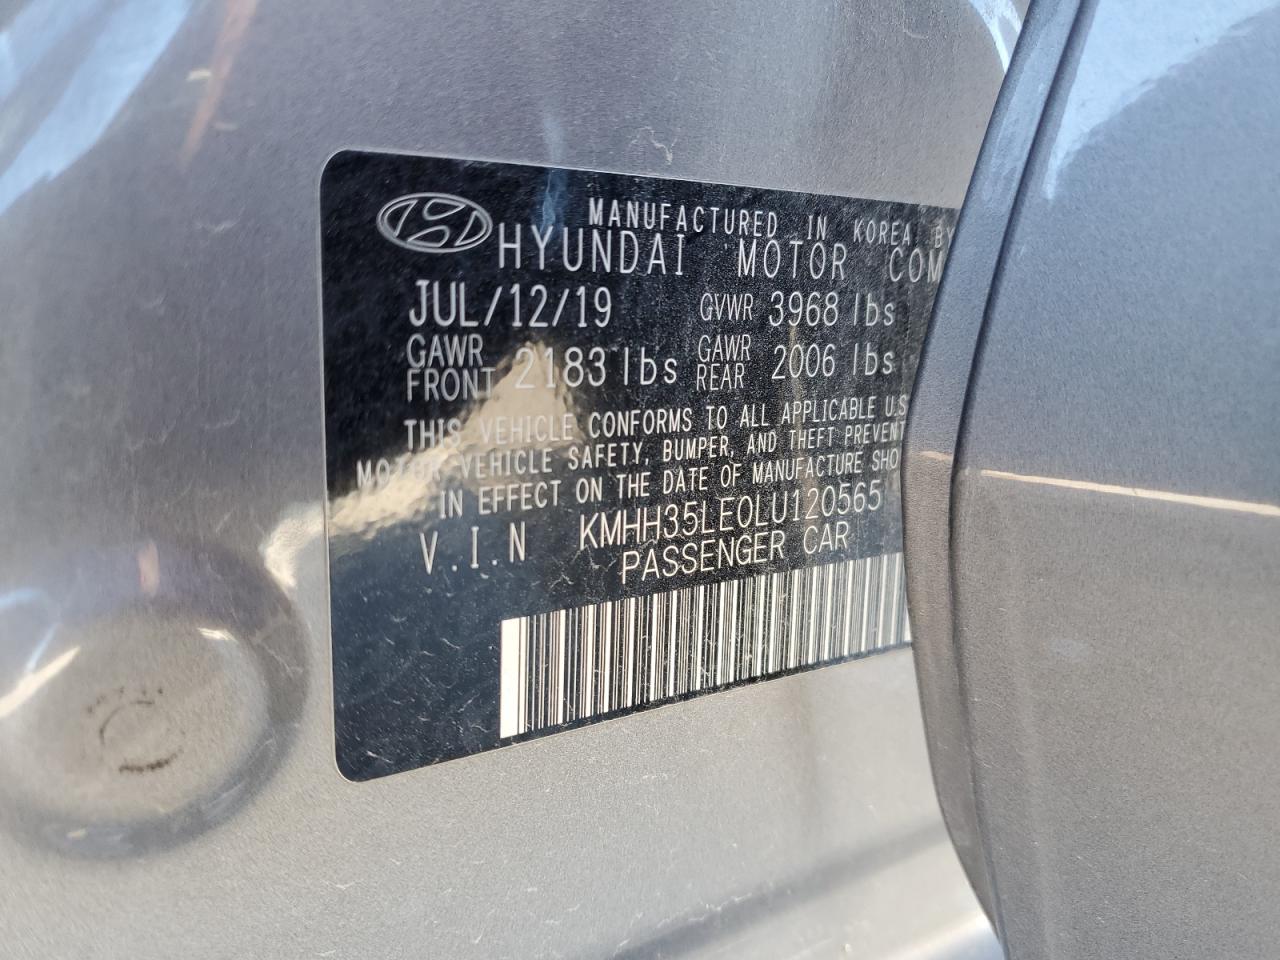 MANUFACTURED IN KOREA BY
HYUNDAI MOTOR COM
JUL/12/19 GVWR 3968 lbs
GAWR FRONT 2183 lbs GAWR REAR 2006 lbs
THIS VEHICLE CONFORMS TO ALL APPLICABLE U.S
MOTOR VEHICLE SAFETY, BUMPER, AND THEFT PREVENT
IN EFFECT ON THE DATE OF MANUFACTURE SHO
V.I.N KMHH35LE0LU120565
PASSENGER CAR